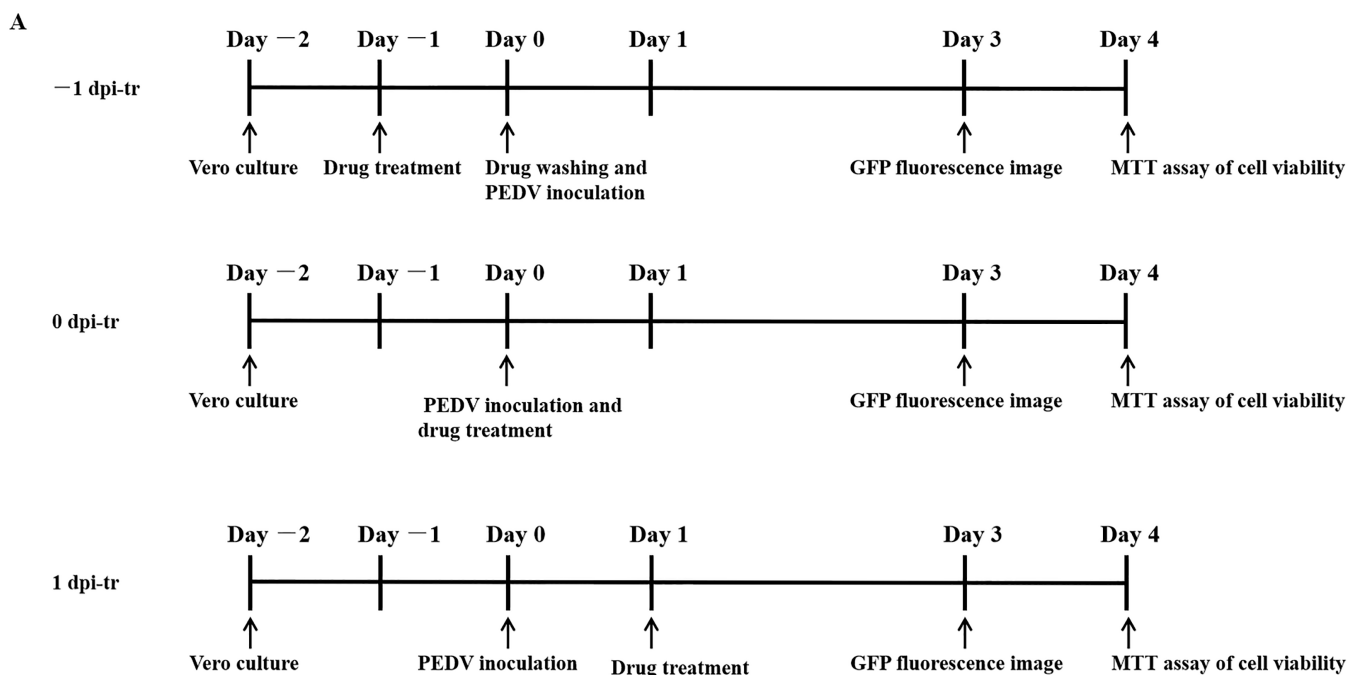 A
Day －2 Day －1 Day 0 Day 1 Day 3 Day 4
－1 dpi-tr
Vero culture Drug treatment Drug washing and GFP fluorescence image MTT assay of cell viability
PEDV inoculation
Day －2 Day －1 Day 0 Day 1 Day 3 Day 4
0 dpi-tr
Vero culture PEDV inoculation and GFP fluorescence image MTT assay of cell viability
drug treatment
Day －2 Day －1 Day 0 Day 1 Day 3 Day 4
1 dpi-tr
Vero culture PEDV inoculation Drug treatment GFP fluorescence image MTT assay of cell viability